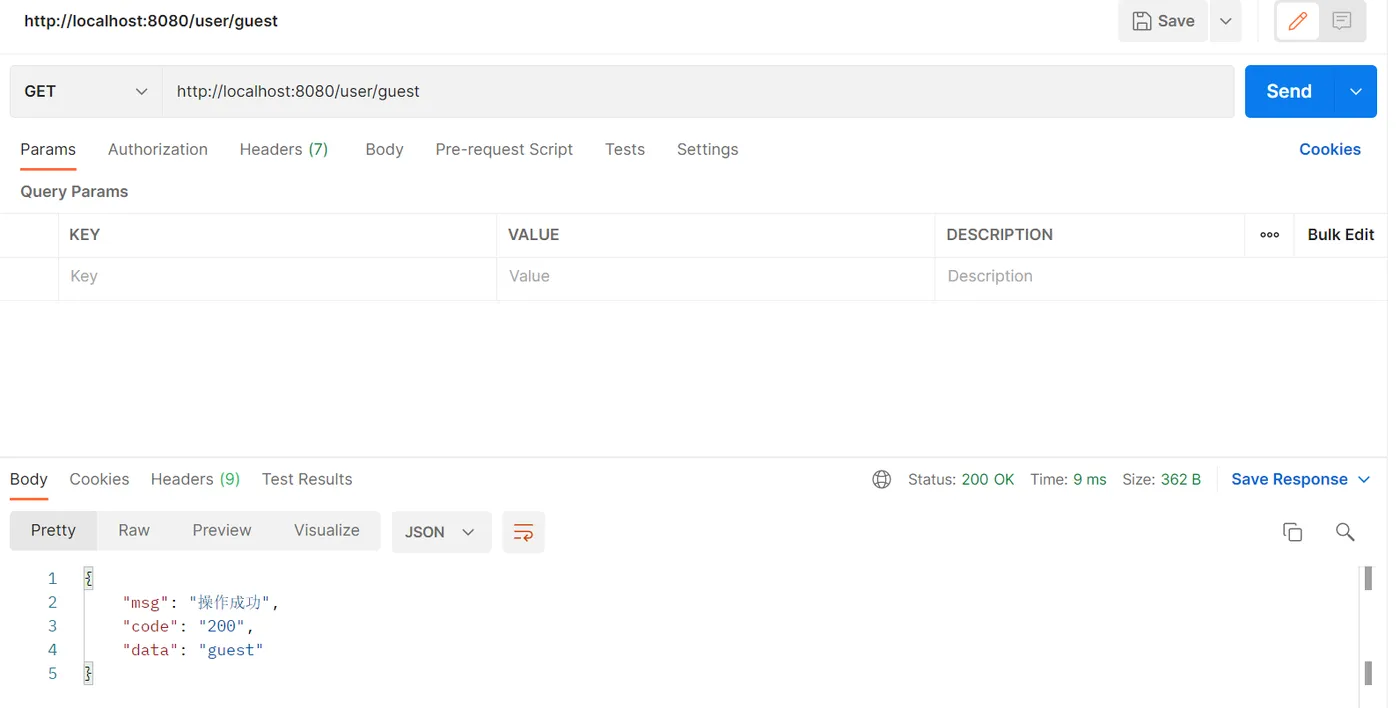 http://localhost:8080/user/guest
Save
GET
http://localhost:8080/user/guest
Send
Params Authorization Headers (7) Body Pre-request Script Tests Settings Cookies
Query Params
KEY VALUE DESCRIPTION ooo Bulk Edit
Key Value Description
Body Cookies Headers (9) Test Results Status: 200 OK Time: 9 ms Size: 362 B Save Response
Pretty Raw Preview Visualize JSON
1 {
2 "msg": "操作成功",
3 "code": "200",
4 "data": "guest"
5 }